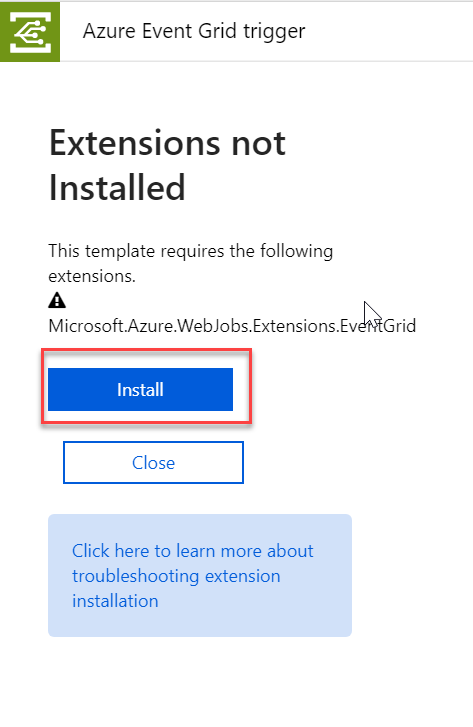 Azure Event Grid trigger
Extensions not
Installed
This template requires the following
extensions.
Microsoft.Azure.WebJobs.Extensions.EventGrid
Install
Close
Click here to learn more about
troubleshooting extension
installation